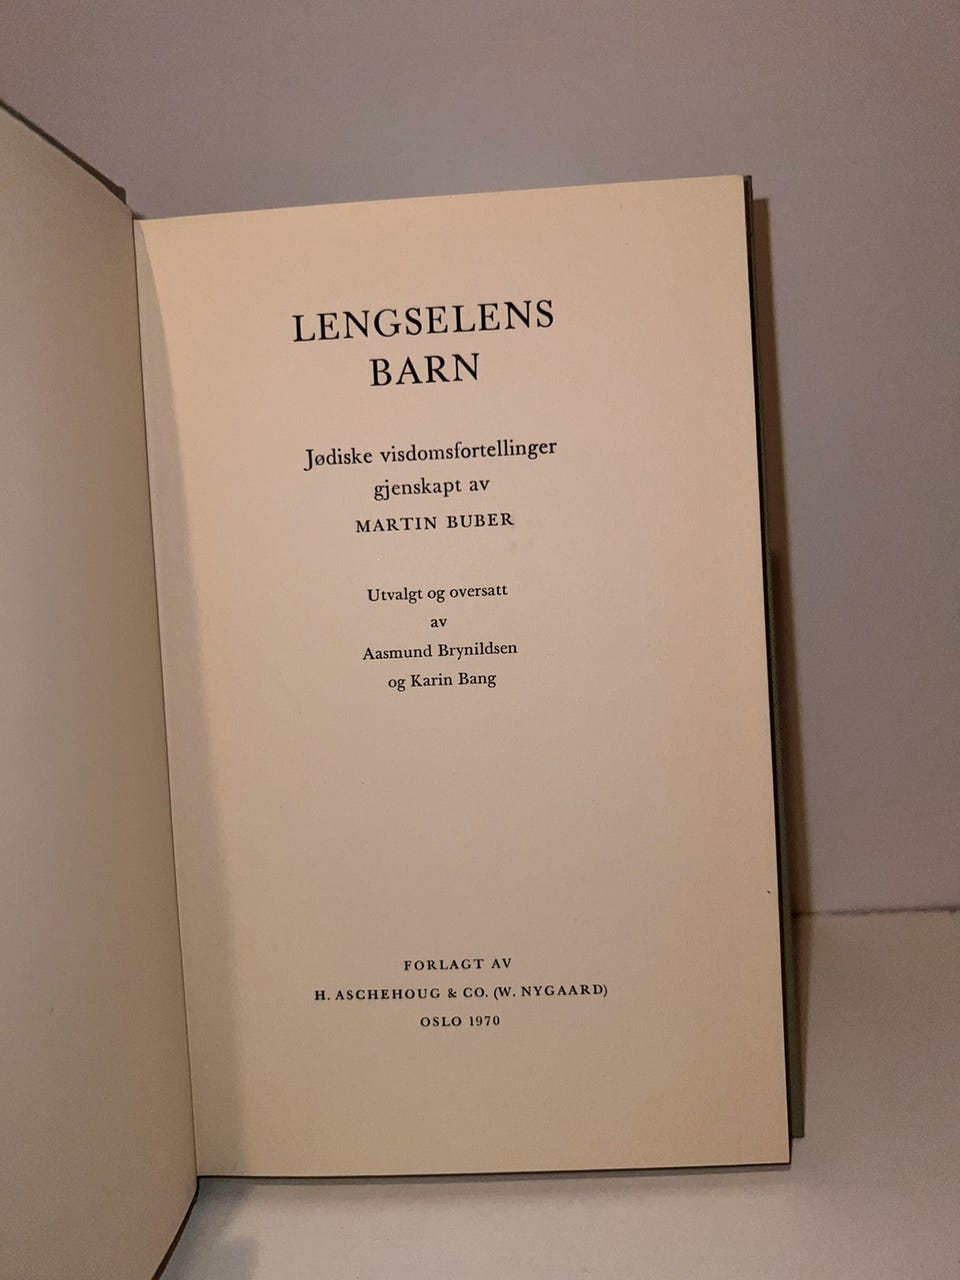 LENGSELENS
BARN
Jødiske visdomsfortellinger
gjenskapt av
MARTIN BUBER
Utvalgt og oversatt
av
Aasmund Brynildsen
og Karin Bang
FORLAGT AV
H. ASCHEHOUG & CO. (W. NYGAARD)
OSLO 1970